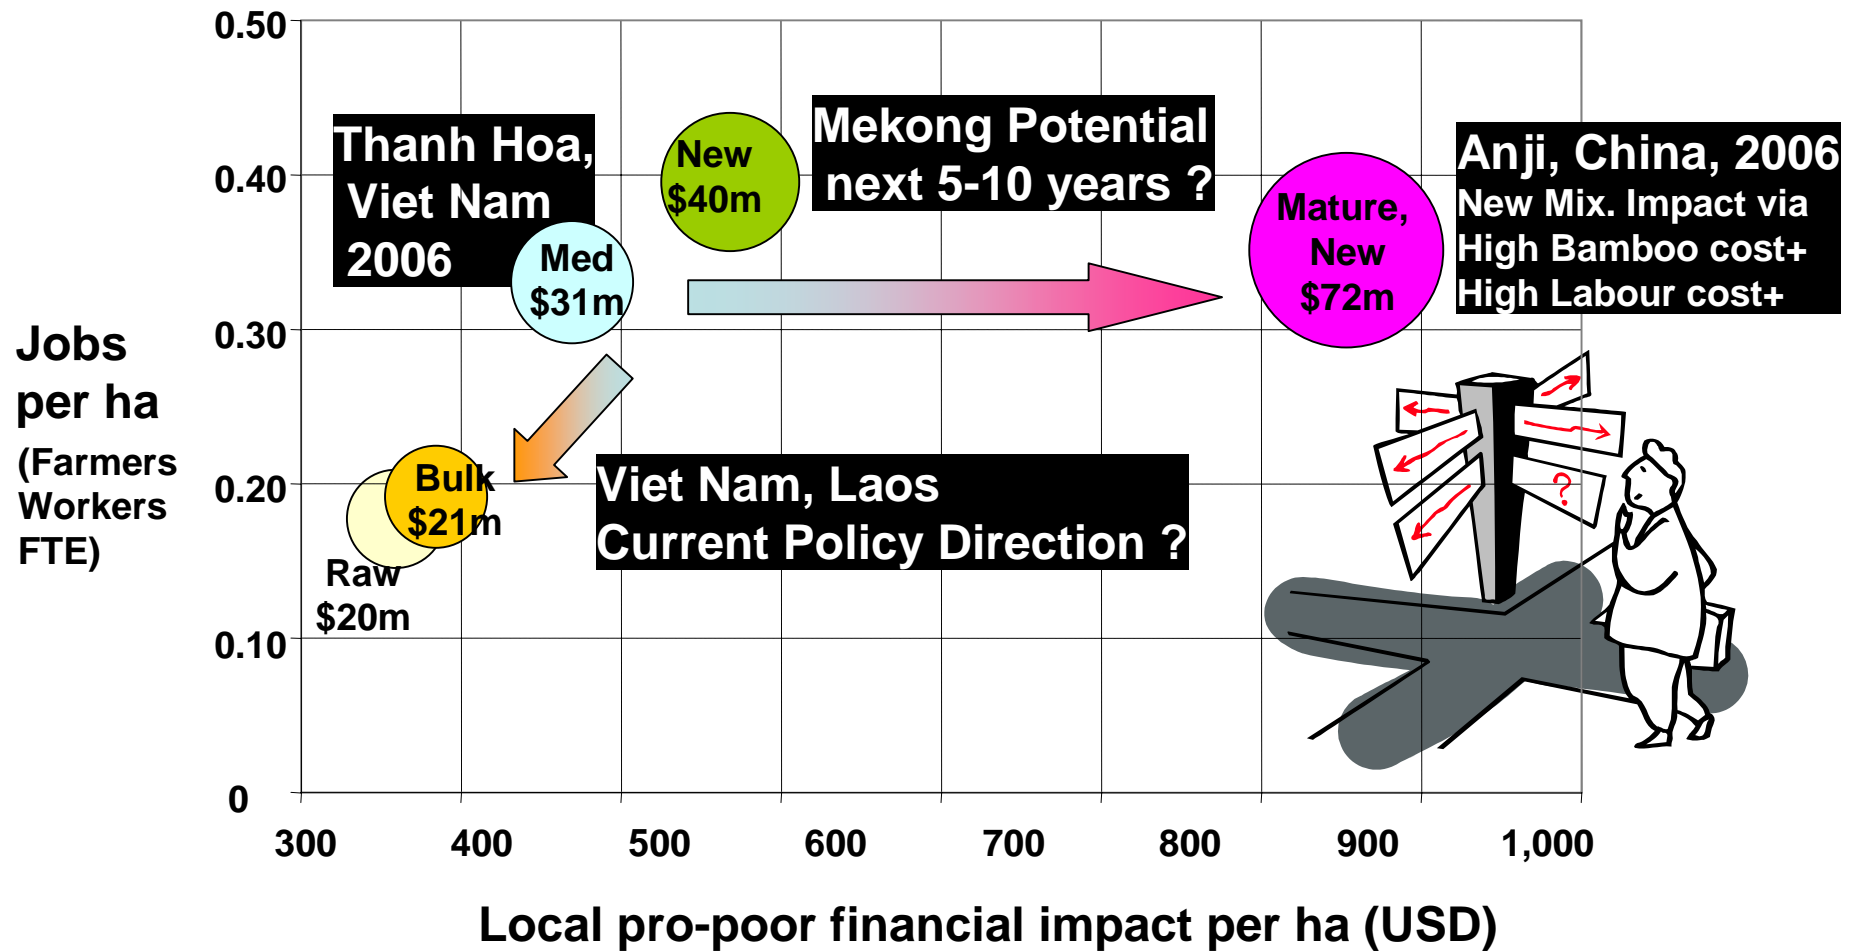 0.50
0.40
0.30
0.20
0.10
0
Jobs
per ha
(Farmers
Workers
FTE)
Thanh Hoa,
Viet Nam
2006
Med
$31m
New
$40m
Mekong Potential
next 5-10 years ?
Mature,
New
$72m
Anji, China, 2006
New Mix. Impact via
High Bamboo cost+
High Labour cost+
Bulk
$21m
Raw
$20m
Viet Nam, Laos
Current Policy Direction ?
?
300 400 500 600 700 800 900 1,000
Local pro-poor financial impact per ha (USD)